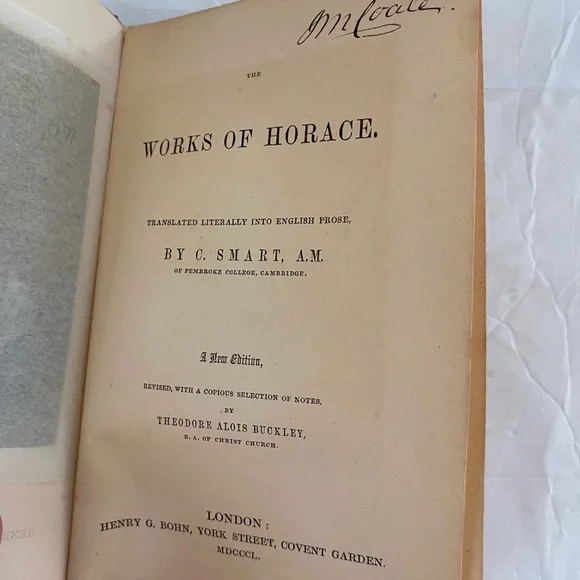 THE
WORKS OF HORACE.
TRANSLATED LITERALLY INTO ENGLISH PROSE,
BY C. SMART, A.M.
OF PEMBROKE COLLEGE, CAMBRIDGE.
A New Edition,
REVISED, WITH A COPIOUS SELECTION OF NOTES,
BY
THEODORE ALOIS BUCKLEY,
B. A. OF CHRIST CHURCH.
LONDON:
HENRY G. BOHN, YORK STREET, COVENT GARDEN.
MDCCCL.